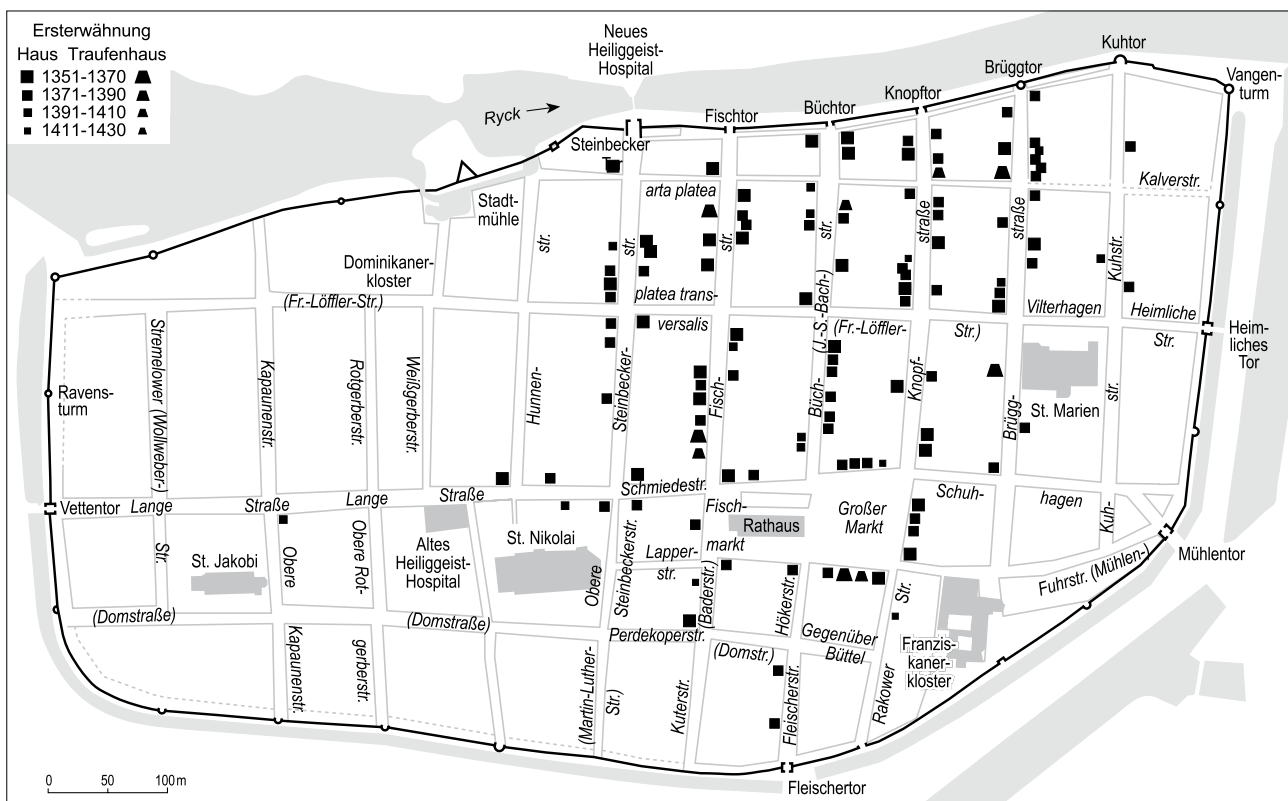 Ersterwähnung
Haus Traufenhaus
1351-1370
1371-1390
1391-1410
1411-1430
Neues
Heiliggeist-
Hospital
Ryck
Kuhtor
Brüggtor
Vangen-
turm
Knopftor
Büchtor
Fischtor
Steinbecker
arta platea
Kalverstr.
Stadt-
mühle
Dominikaner-
kloster
str.
str.
str.
str.
straße
straße
Kuhstr.
(Fr.-Löffler-Str.)
platea trans-
versalis
(J.-S.-Bach-)
(Fr.-Löffler-
Str.)
Vilterhagen
Heimliche
Str.
Heim-
liches
Tor
Stremelower (Wollweber-)
Str.
Kapaunenstr.
Rotgerberstr.
Weißgerberstr.
Hunnen-
Steinbecker-
Fisch-
Büch-
Knopf-
Brügg-
str.
St. Marien
Ravens-
turm
Vettentor
Lange
Straße
Lange
Straße
Schmiedestr.
Fisch-
markt
Rathaus
Großer
Markt
Schuh-
hagen
Kuh-
Mühlentor
St. Jakobi
Obere
Kapaunenstr.
Obere Rot-
gerberstr.
Altes
Heiliggeist-
Hospital
St. Nikolai
Obere
Steinbeckerstr.
Lapper-
str.
(Baderstr.)
Hökerstr.
Str.
Rakower
Fuhrstr. (Mühlen-)
(Domstraße)
(Domstraße)
Perdekoperstr.
(Domstr.)
Gegenüber
Büttel
Franzis-
kaner-
kloster
(Martin-Luther-
Str.)
Kuterstr.
Fleischerstr.
Fleischertor
0 50 100 m